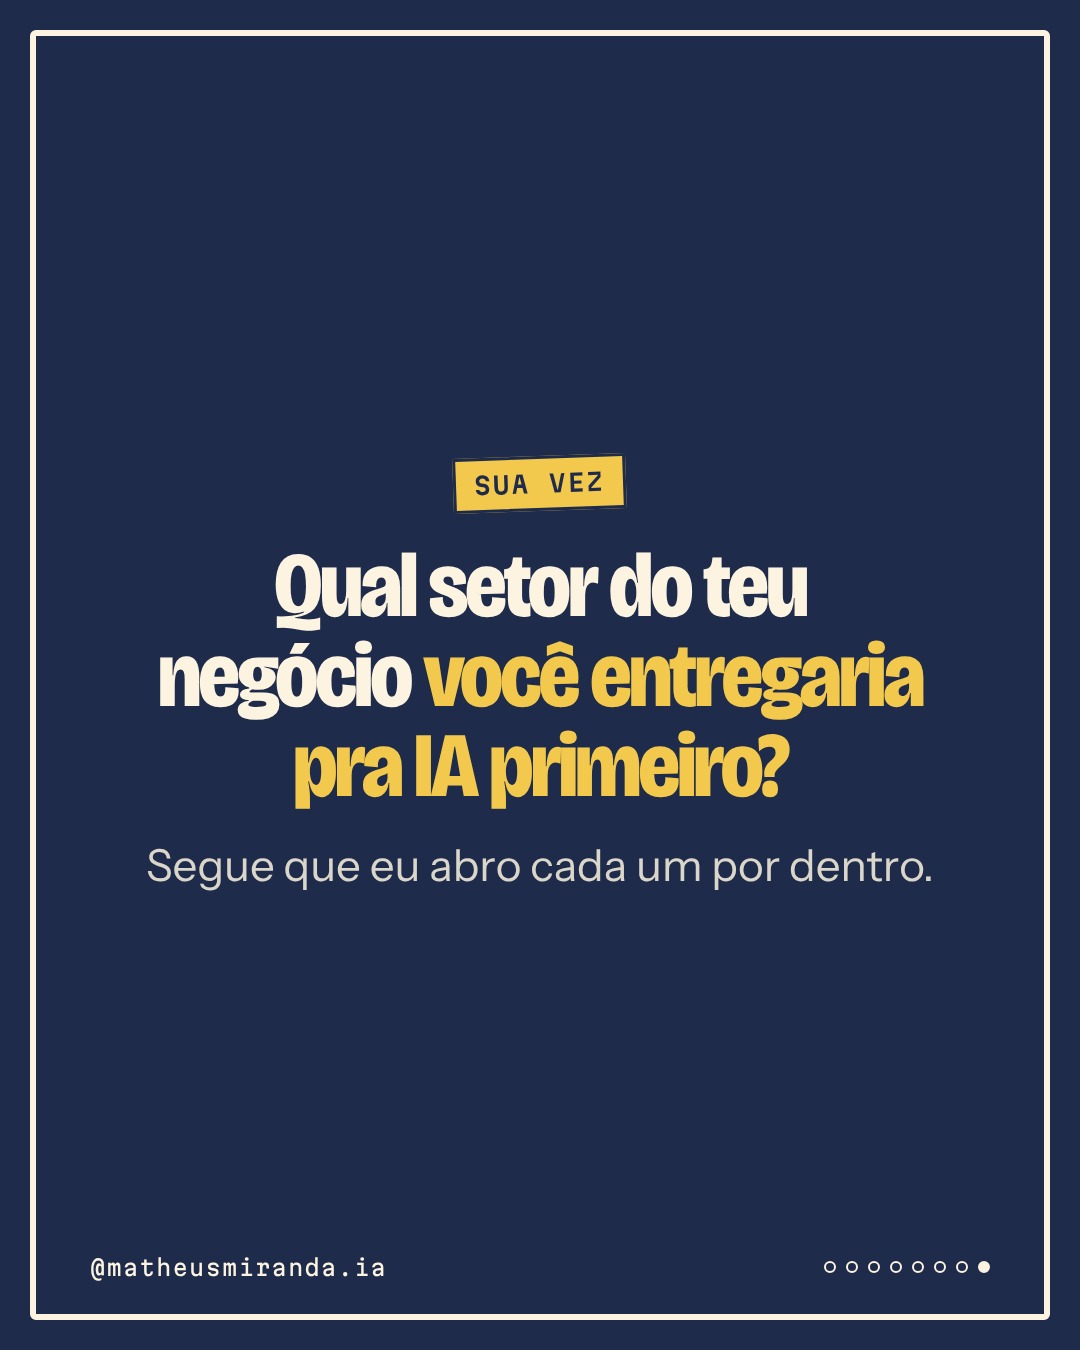 SUA VEZ
Qual setor do teu
negócio você entregaria
pra IA primeiro?
Segue que eu abro cada um por dentro.
@matheusmiranda.ia